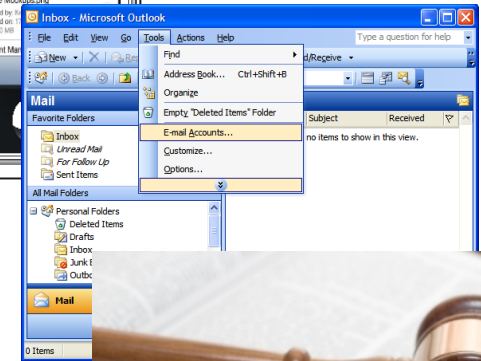 Mockups.png
Inbox - Microsoft Outlook
File Edit View Go Tools Actions Help
Type a question for help
New
d/Receive
Back
Find
Address Book... Ctrl+Shift+B
Organize
Empty "Deleted Items" Folder
E-mail Accounts...
Customize...
Options...
Mail
Favorite Folders
Inbox
Unread Mail
For Follow Up
Sent Items
All Mail Folders
Personal Folders
Deleted Items
Drafts
Inbox
Junk E
Outbo
Subject Received
no items to show in this view.
Mail
0 Items